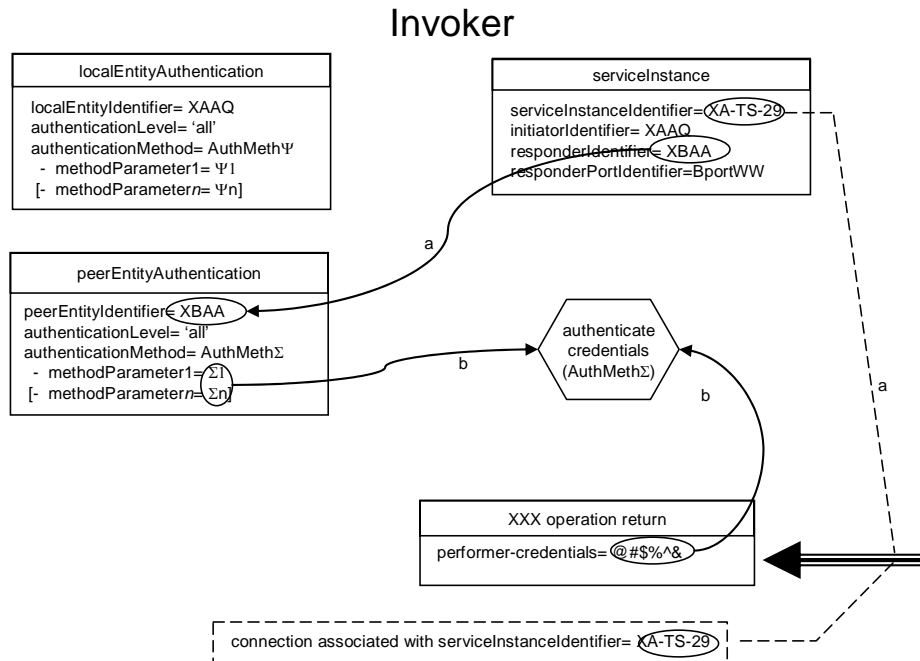 Invoker
localEntityAuthentication
localEntityIdentifier= XAAQ
authenticationLevel= ‘all’
authenticationMethod= AuthMethΨ
- methodParameter1= Ψ1
[- methodParametern= Ψn]
serviceInstance
serviceInstanceIdentifier= XA-TS-29
initiatorIdentifier= XAAQ
responderIdentifier= XBAA
responderPortIdentifier=BportWW
a
peerEntityAuthentication
peerEntityIdentifier= XBAA
authenticationLevel= ‘all’
authenticationMethod= AuthMethΣ
- methodParameter1= Σ1
[- methodParametern= Σn]
b
authenticate
credentials
(AuthMethΣ)
b
a
XXX operation return
performer-credentials= @#$%^&
connection associated with serviceInstanceIdentifier= XA-TS-29